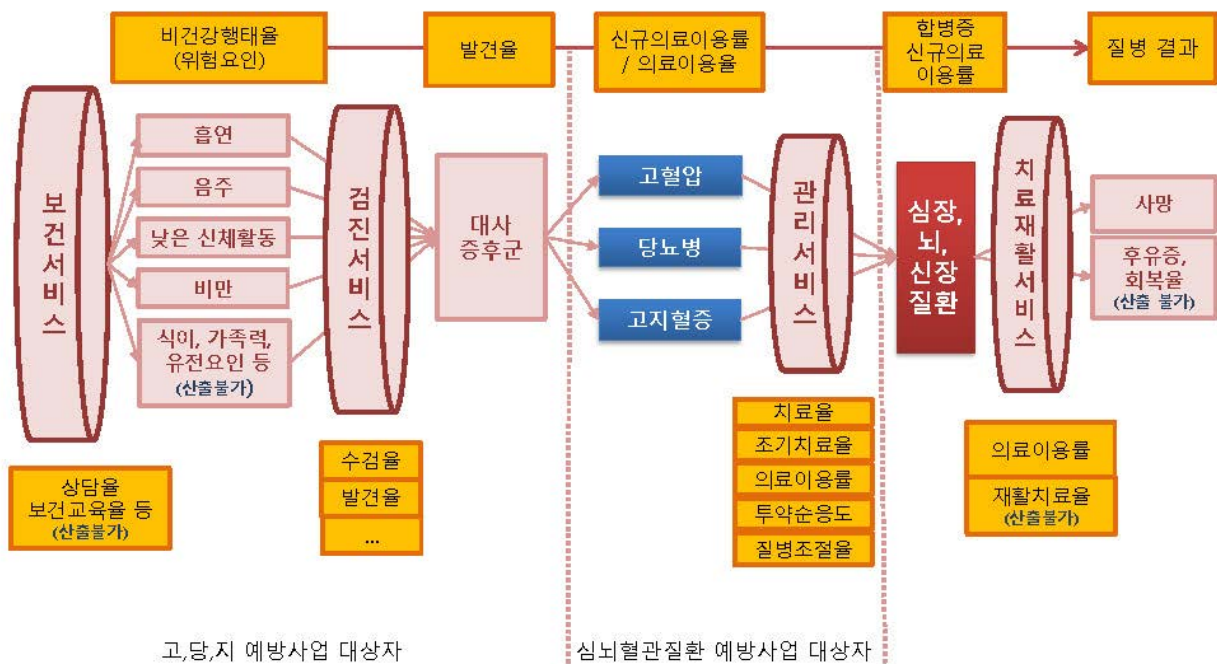 비건강행태율
(위험요인)
발견율
신규의료이용률
/ 의료이용율
합병증
신규의료
이용률
질병 결과
보건서비스
흡연
음주
낮은 신체활동
비만
식이, 가족력,
유전요인 등
(산출불가)
검진서비스
대사
증후군
고혈압
당뇨병
고지혈증
관리서비스
심장,
뇌,
신장
질환
치료재활서비스
사망
후유증,
회복율
(산출 불가)
상담율
보건교육율 등
(산출불가)
수검율
발견율
...
치료율
조기치료율
의료이용률
투약순응도
질병조절율
의료이용률
재활치료율
(산출불가)
고,당,지 예방사업 대상자
심뇌혈관질환 예방사업 대상자